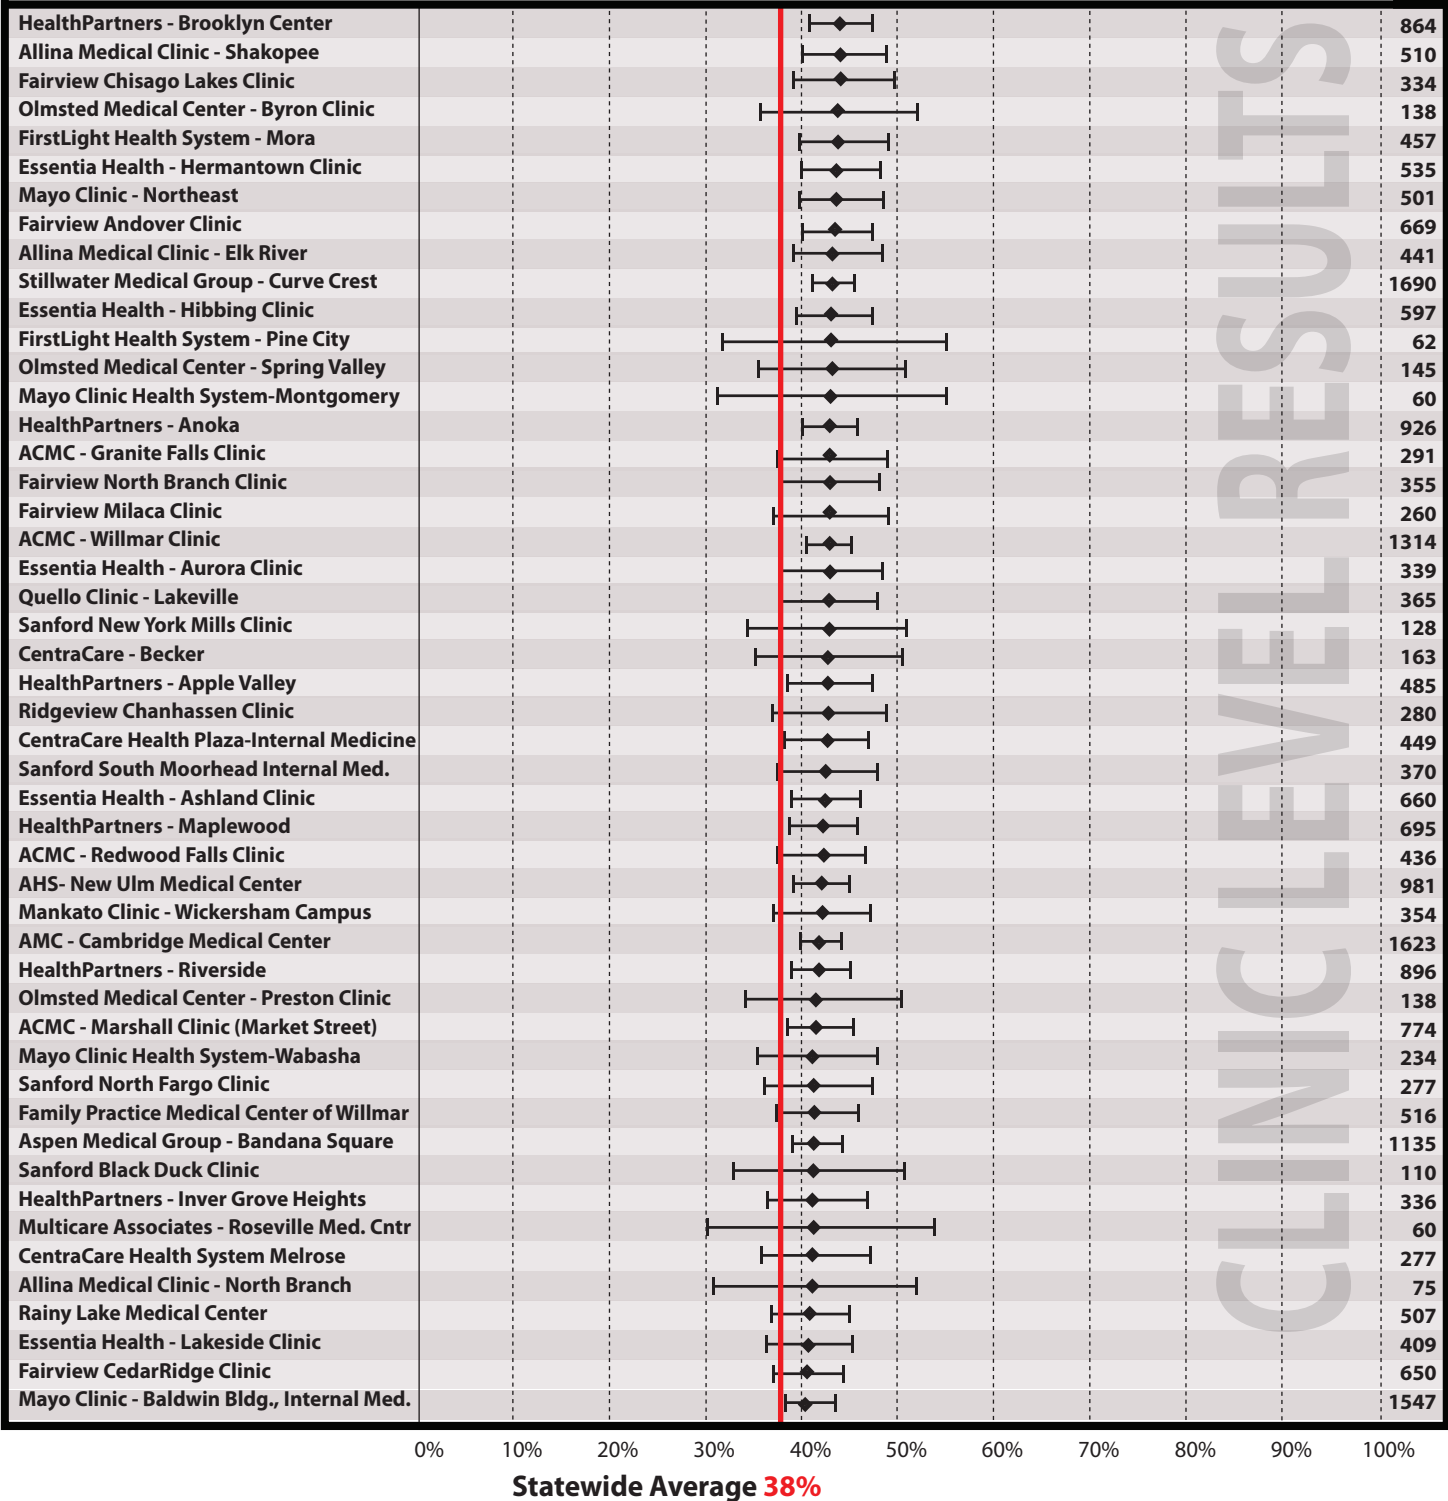 HealthPartners - Brooklyn Center 864
Allina Medical Clinic - Shakopee 510
Fairview Chisago Lakes Clinic 334
Olmsted Medical Center - Byron Clinic 138
FirstLight Health System - Mora 457
Essentia Health - Hermantown Clinic 535
Mayo Clinic - Northeast 501
Fairview Andover Clinic 669
Allina Medical Clinic - Elk River 441
Stillwater Medical Group - Curve Crest 1690
Essentia Health - Hibbing Clinic 597
FirstLight Health System - Pine City 62
Olmsted Medical Center - Spring Valley 145
Mayo Clinic Health System-Montgomery 60
HealthPartners - Anoka 926
ACMC - Granite Falls Clinic 291
Fairview North Branch Clinic 355
Fairview Milaca Clinic 260
ACMC - Willmar Clinic 1314
Essentia Health - Aurora Clinic 339
Quello Clinic - Lakeville 365
Sanford New York Mills Clinic 128
CentraCare - Becker 163
HealthPartners - Apple Valley 485
Ridgeview Chanhassen Clinic 280
CentraCare Health Plaza-Internal Medicine 449
Sanford South Moorhead Internal Med. 370
Essentia Health - Ashland Clinic 660
HealthPartners - Maplewood 695
ACMC - Redwood Falls Clinic 436
AHS- New Ulm Medical Center 981
Mankato Clinic - Wickersham Campus 354
AMC - Cambridge Medical Center 1623
HealthPartners - Riverside 896
Olmsted Medical Center - Preston Clinic 138
ACMC - Marshall Clinic (Market Street) 774
Mayo Clinic Health System-Wabasha 234
Sanford North Fargo Clinic 277
Family Practice Medical Center of Willmar 516
Aspen Medical Group - Bandana Square 1135
Sanford Black Duck Clinic 110
HealthPartners - Inver Grove Heights 336
Multicare Associates - Roseville Med. Cntr 60
CentraCare Health System Melrose 277
Allina Medical Clinic - North Branch 75
Rainy Lake Medical Center 507
Essentia Health - Lakeside Clinic 409
Fairview CedarRidge Clinic 650
Mayo Clinic - Baldwin Bldg., Internal Med. 1547
CLINIC LEVEL RESULTS
0% 10% 20% 30% 40% 50% 60% 70% 80% 90% 100%
Statewide Average 38%